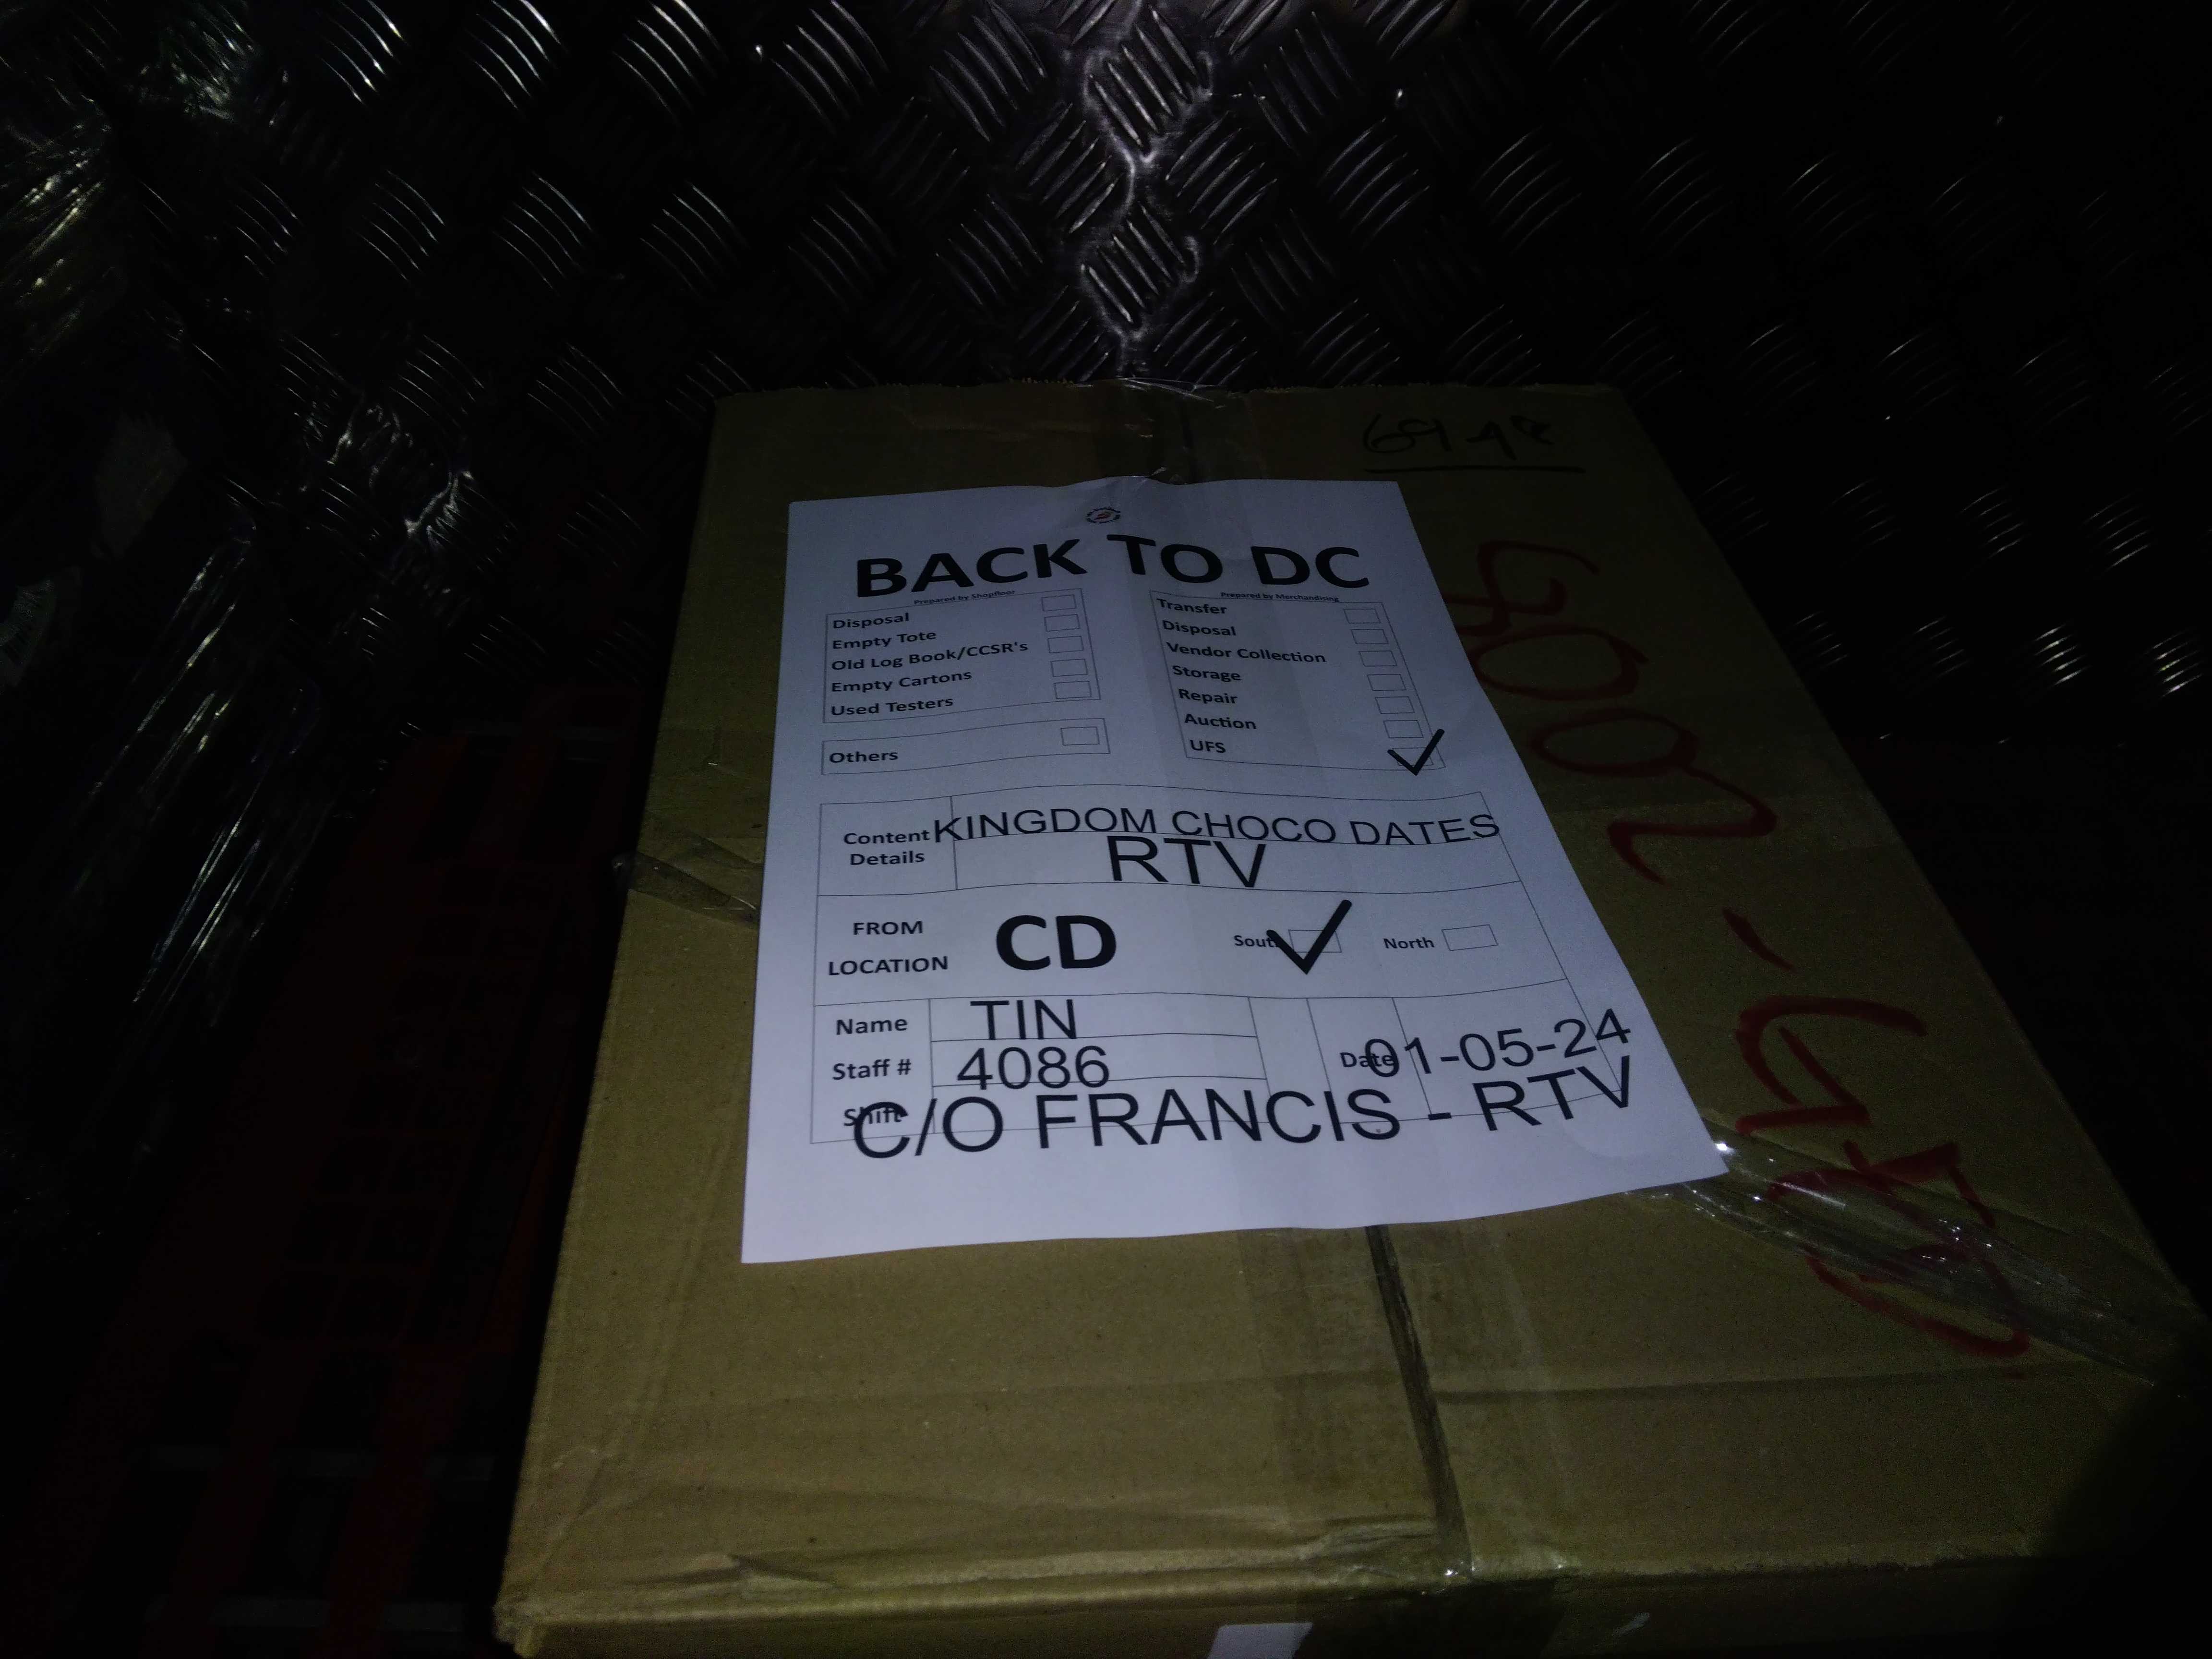 BACK TO DC
Prepared by Shopfloor
Disposal
Empty Tote
Old Log Book/CCSR's
Empty Cartons
Used Testers
Others
Prepared by Merchandising
Transfer
Disposal
Vendor Collection
Storage
Repair
Auction
UFS
Content Details
KINGDOM CHOCO DATES
RTV
FROM LOCATION
CD
South
North
Name TIN
Staff # 4086
Shift
Date 01-05-24
C/O FRANCIS - RTV